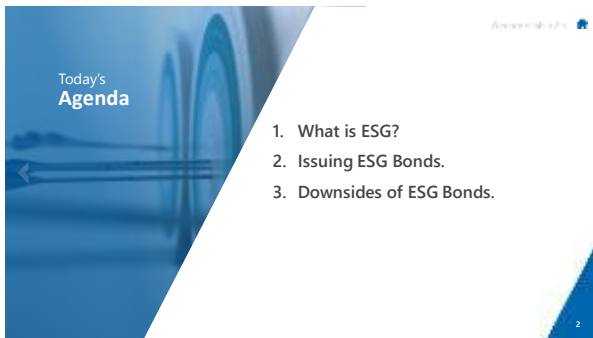 Today's
Agenda
1. What is ESG?
2. Issuing ESG Bonds.
3. Downsides of ESG Bonds.
2